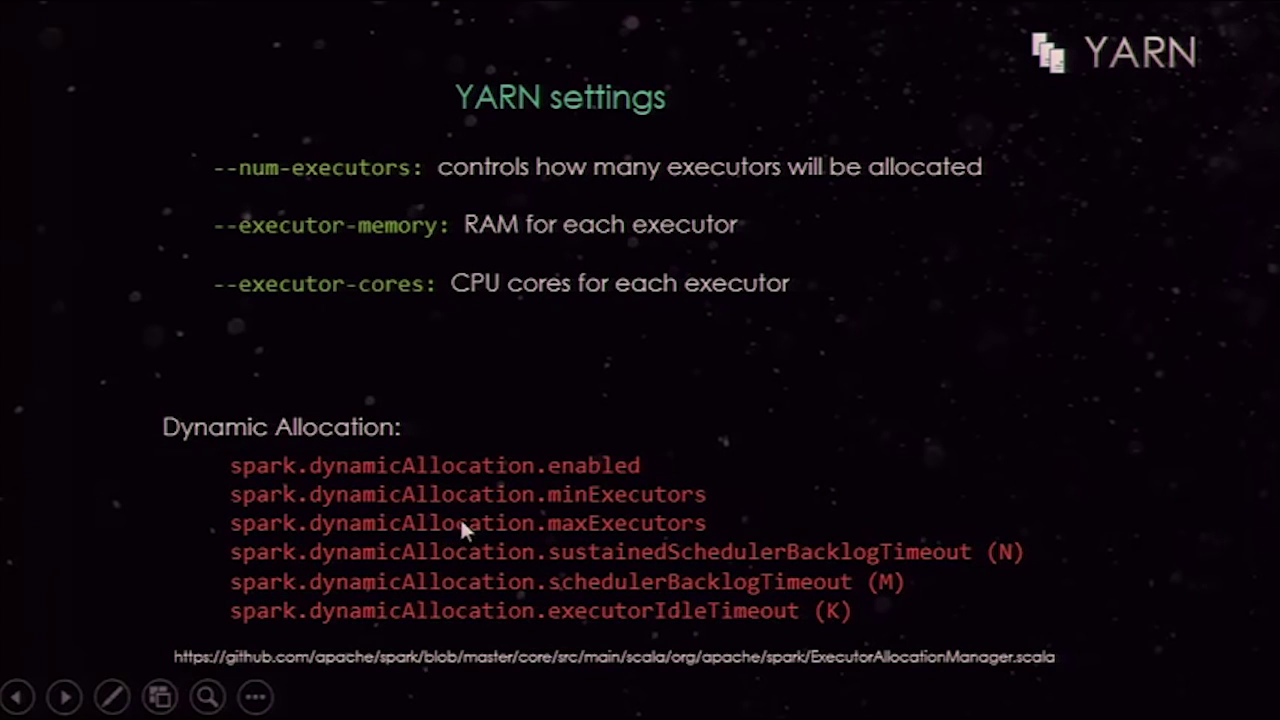 YARN
YARN settings
--num-executors: controls how many executors will be allocated
--executor-memory: RAM for each executor
--executor-cores: CPU cores for each executor
Dynamic Allocation:
spark.dynamicAllocation.enabled
spark.dynamicAllocation.minExecutors
spark.dynamicAllocation.maxExecutors
spark.dynamicAllocation.sustainedSchedulerBacklogTimeout (N)
spark.dynamicAllocation.schedulerBacklogTimeout (M)
spark.dynamicAllocation.executorIdleTimeout (K)
https://github.com/apache/spark/blob/master/core/src/main/scala/org/apache/spark/ExecutorAllocationManager.scala